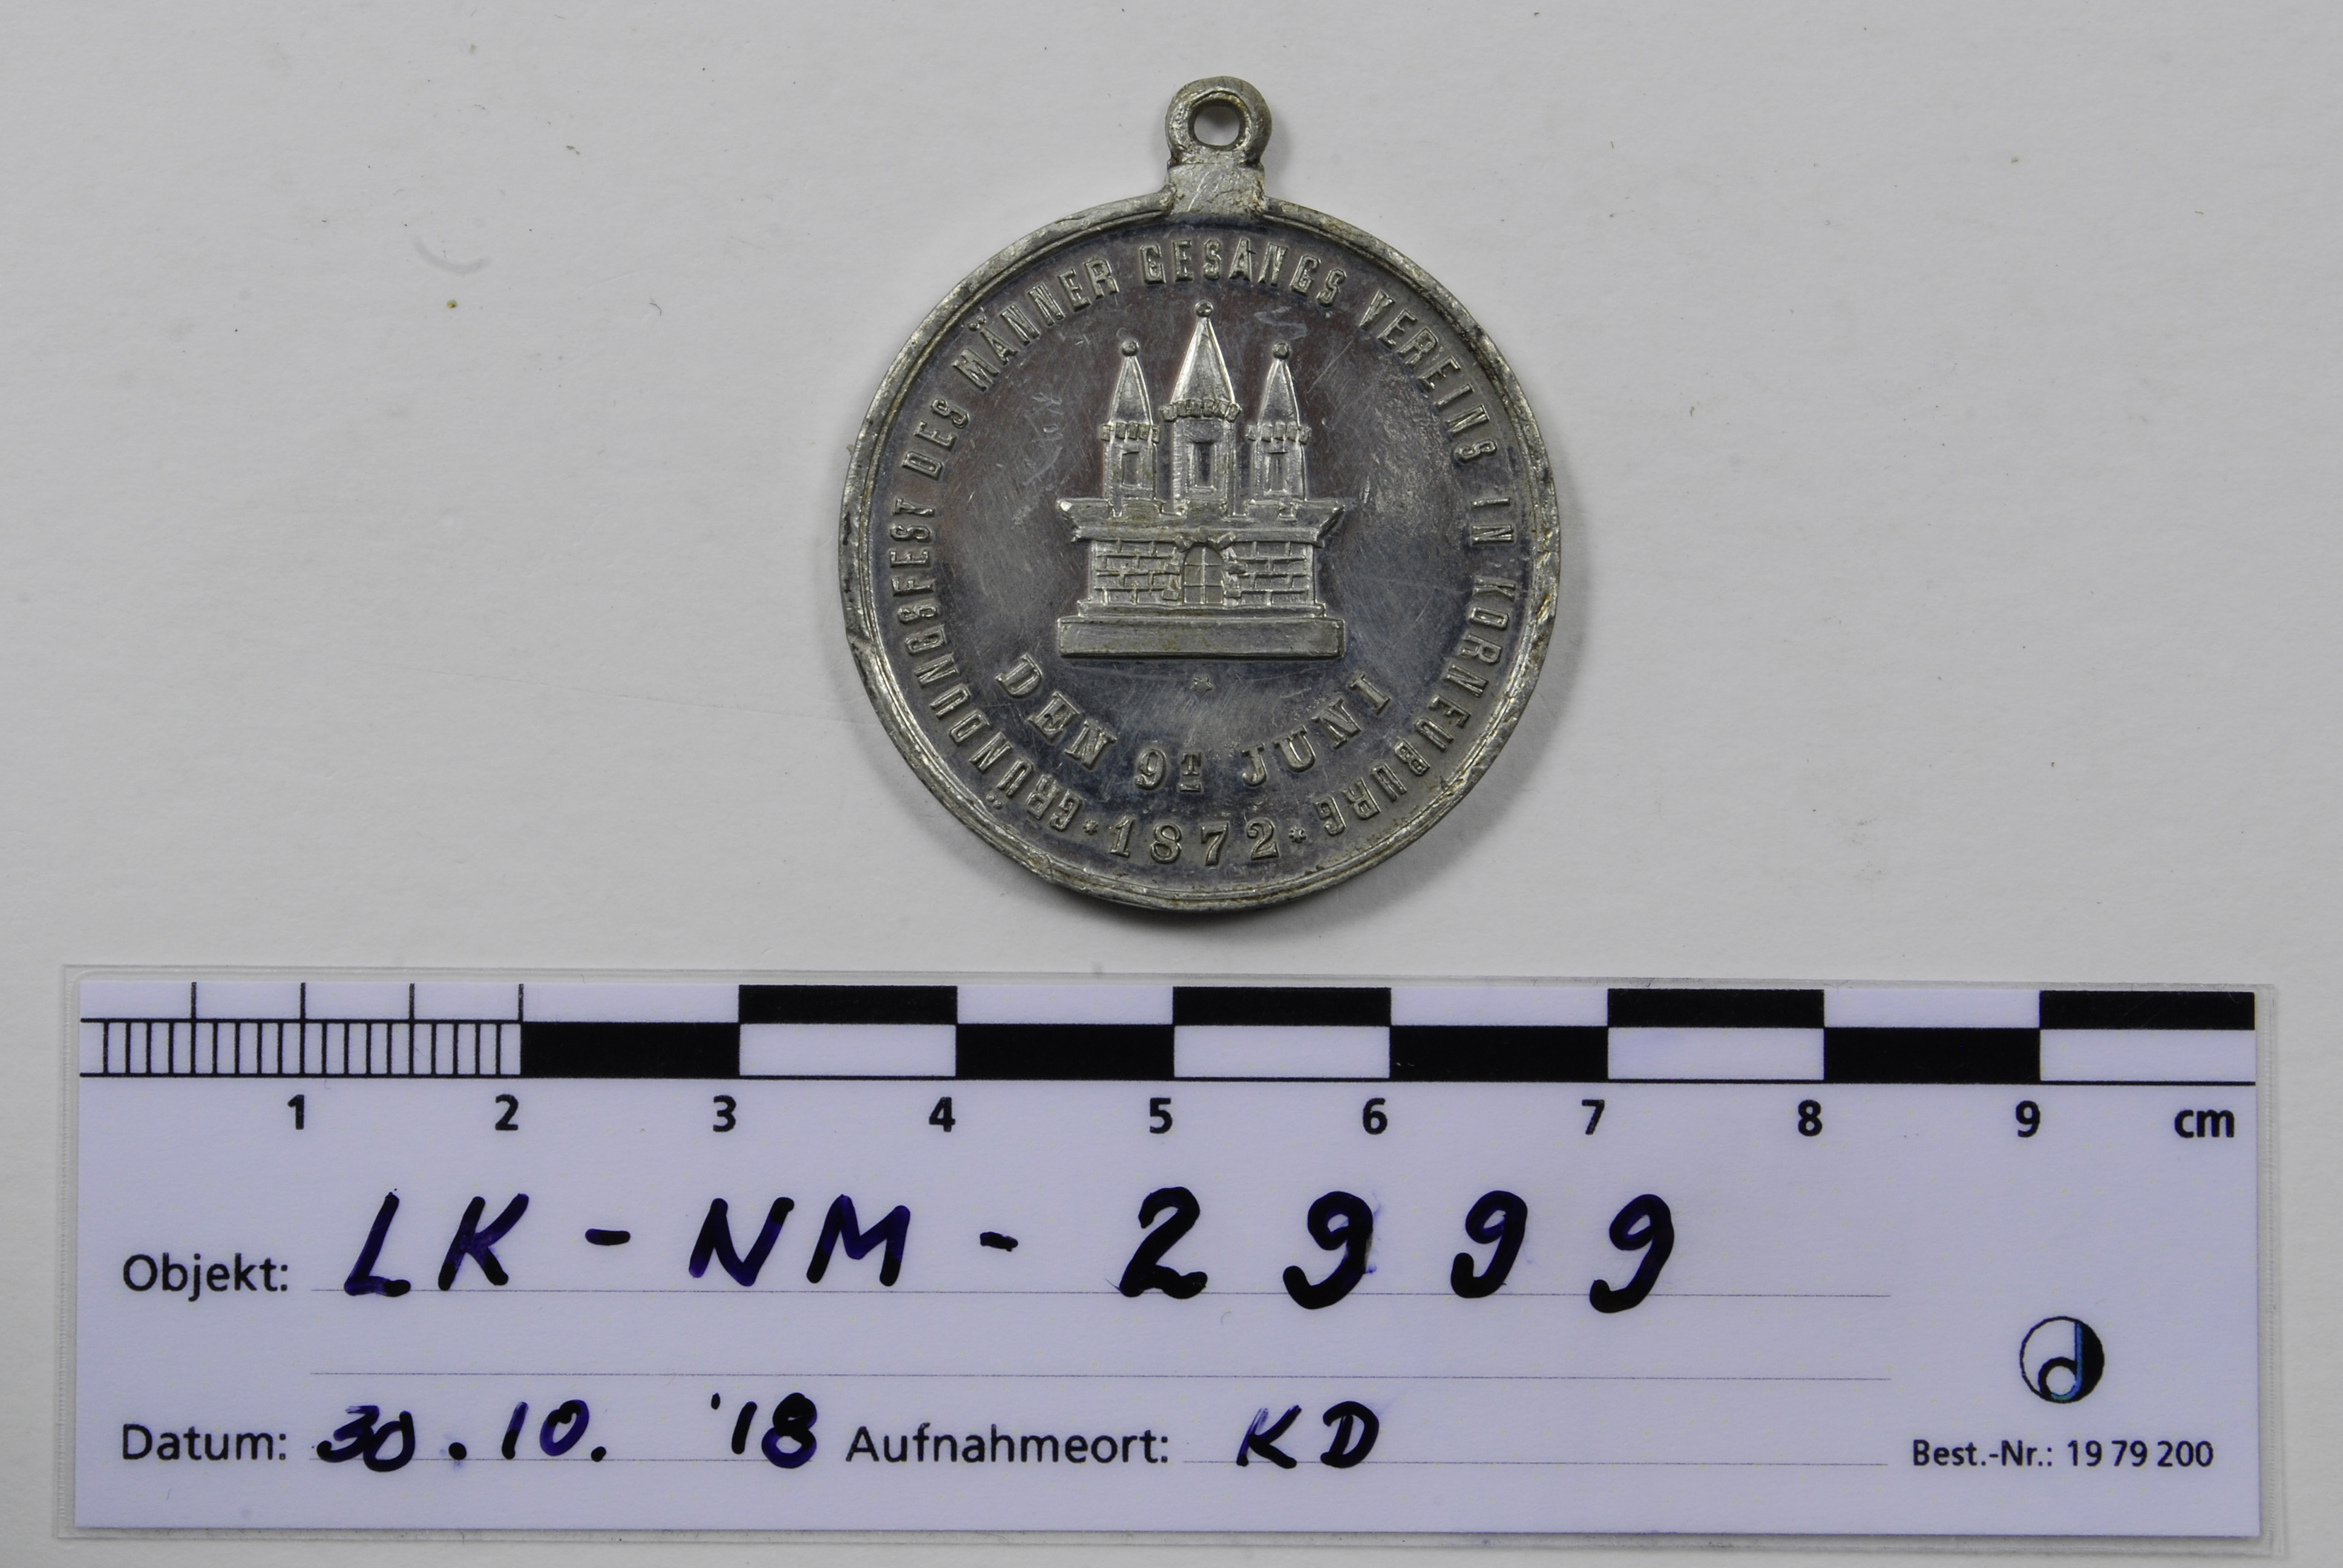 GRÜNDUNGSFEST DES MÄNNER GESANGS VEREINS IN KORNEUBURG
DEN 9T JUNI
* 1872 *
1 2 3 4 5 6 7 8 9 cm
Objekt: LK - NM - 2999
Datum: 30. 10. '18 Aufnahmeort: KD
Best.-Nr.: 19 79 200